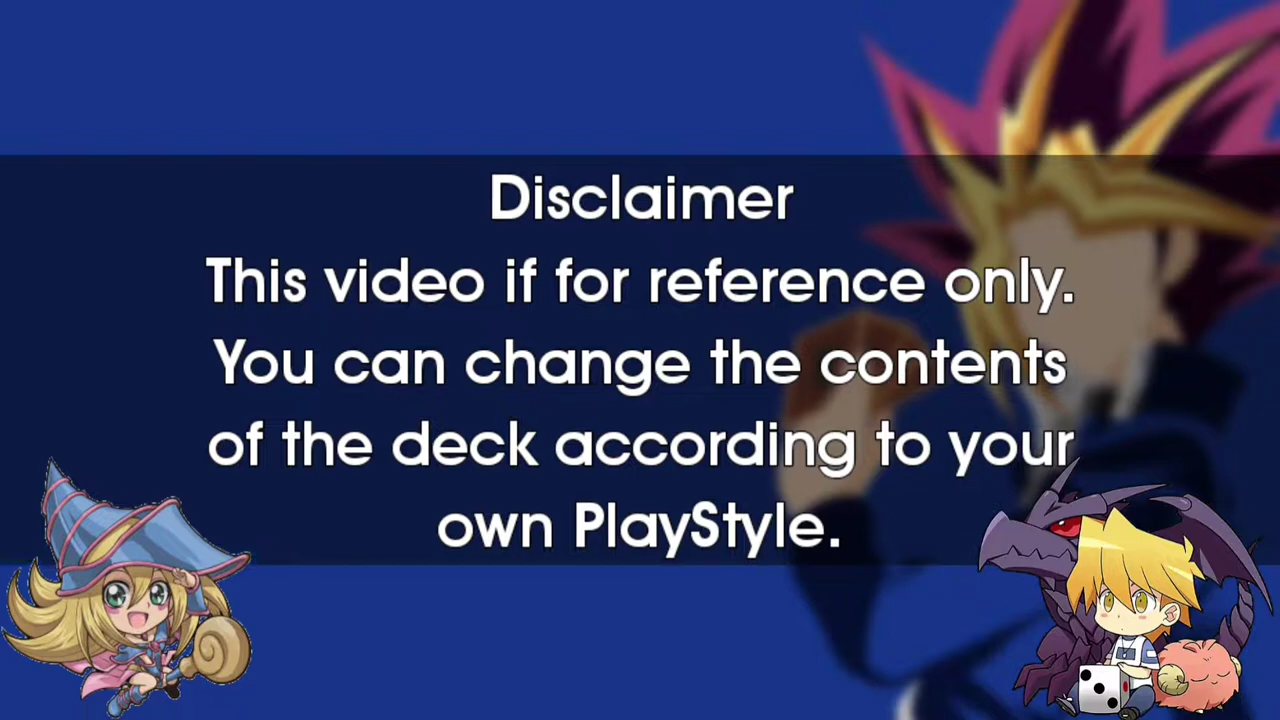 Disclaimer
This video if for reference only.
You can change the contents
of the deck according to your
own PlayStyle.